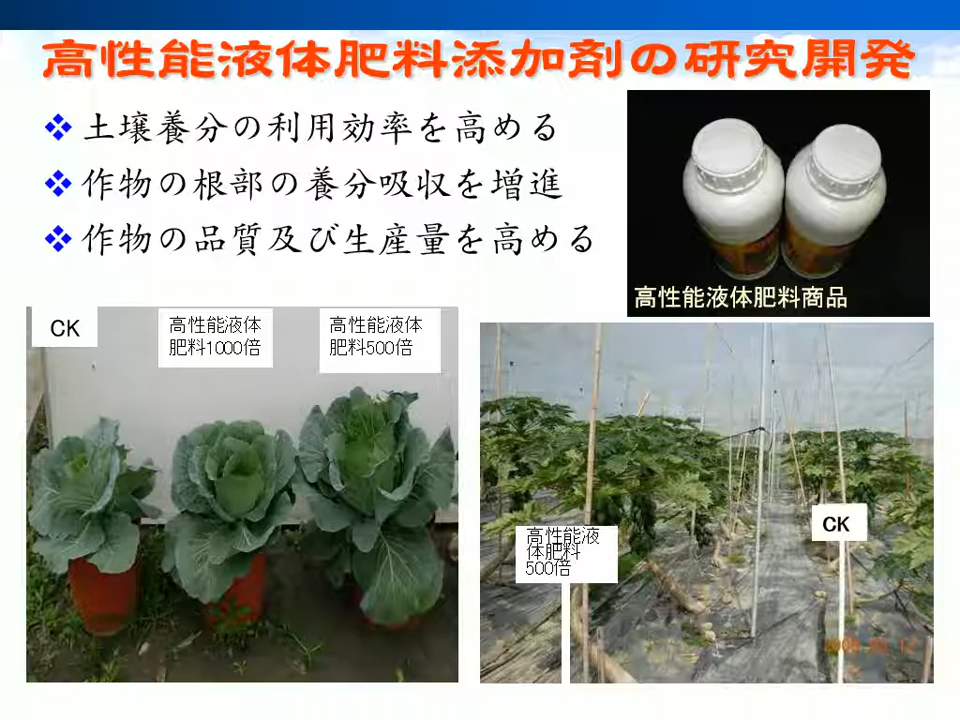 高性能液体肥料添加剤の研究開発
土壌養分の利用効率を高める
作物の根部の養分吸収を増進
作物の品質及び生産量を高める
高性能液体肥料商品
CK
高性能液体
肥料1000倍
高性能液体
肥料500倍
高性能液
体肥料
500倍
CK